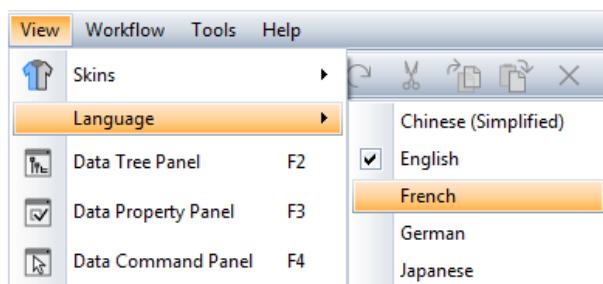 View Workflow Tools Help
Skins
Language
Data Tree Panel F2
Data Property Panel F3
Data Command Panel F4
Chinese (Simplified)
English
French
German
Japanese